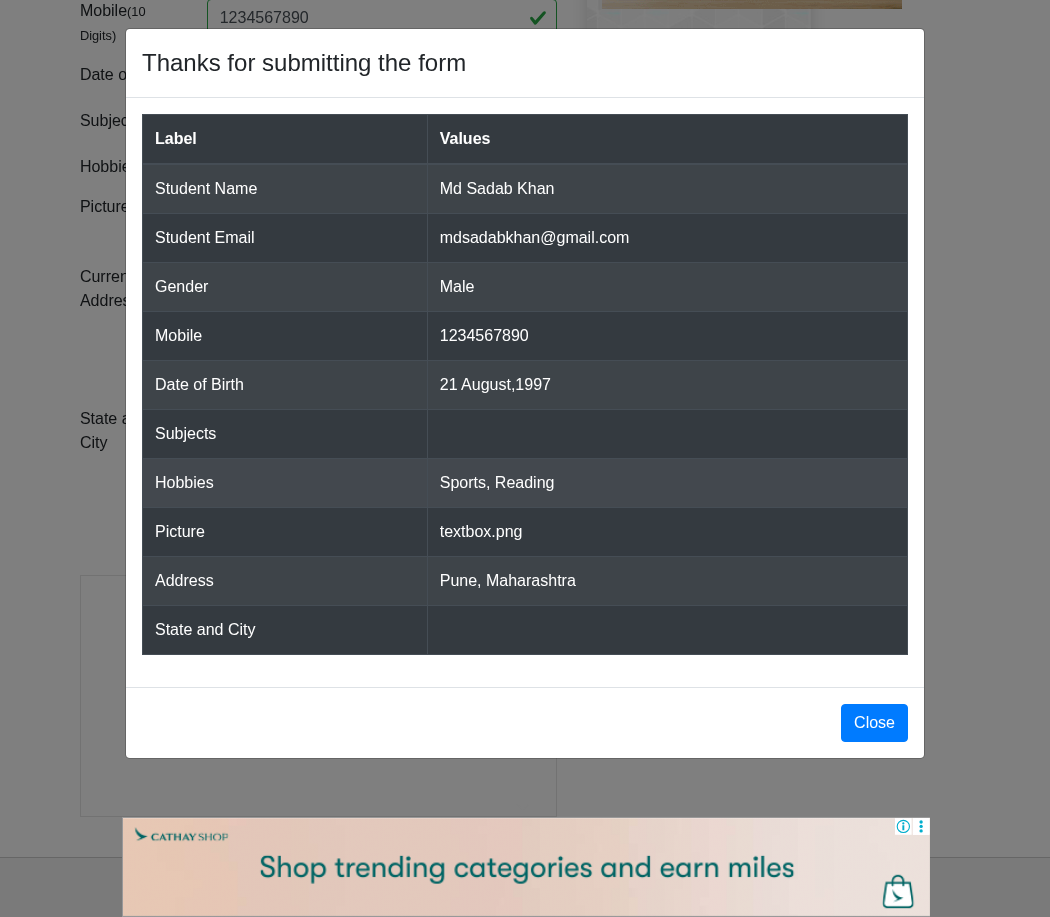 Mobile(10 Digits)
1234567890
Thanks for submitting the form
Label Values
Student Name Md Sadab Khan
Student Email mdsadabkhan@gmail.com
Gender Male
Mobile 1234567890
Date of Birth 21 August,1997
Subjects
Hobbies Sports, Reading
Picture textbox.png
Address Pune, Maharashtra
State and City
Close
Date o
Subjec
Hobbie
Picture
Curren
Addres
State a
City
CATHAY SHOP
Shop trending categories and earn miles